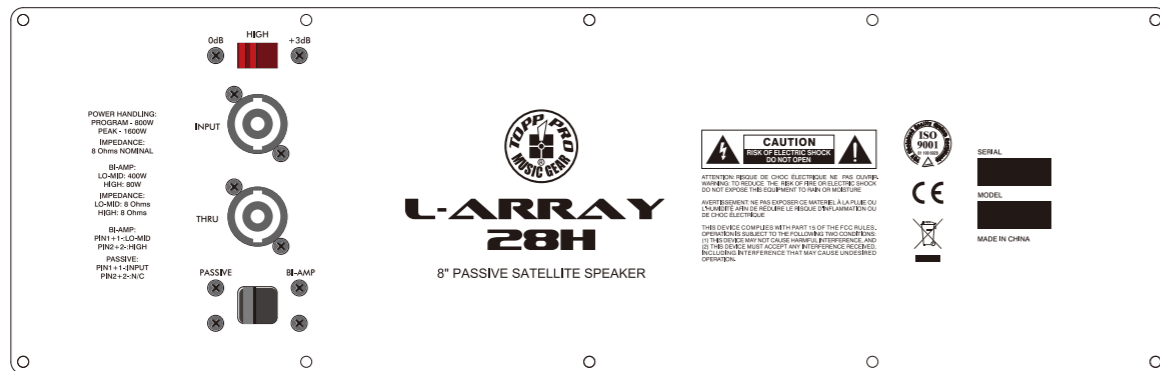 HIGH
0dB
+3dB
POWER HANDLING:
PROGRAM - 800W
PEAK - 1600W
IMPEDANCE:
8 Ohms NOMINAL
BI-AMP:
LO-MID: 400W
HIGH: 80W
IMPEDANCE:
LO-MID: 8 Ohms
HIGH: 8 Ohms
BI-AMP:
PIN1+1-:LO-MID
PIN2+2-:HIGH
PASSIVE:
PIN1+1-:INPUT
PIN2+2-:N/C
INPUT
THRU
PASSIVE
BI-AMP
TOPP PRO
MUSIC GEAR
®
L-ARRAY
28H
8" PASSIVE SATELLITE SPEAKER
CAUTION
RISK OF ELECTRIC SHOCK
DO NOT OPEN
ATTENTION: RISQUE DE CHOC ÉLECTRIQUE NE PAS OUVRIR.
WARNING: TO REDUCE THE RISK OF FIRE OR ELECTRIC SHOCK
DO NOT EXPOSE THIS EQUIPMENT TO RAIN OR MOISTURE
AVERTISSEMENT: NE PAS EXPOSER CE MATERIEL À LA PLUIE OU
L'HUMIDITÉ AFIN DE RÉDUIRE LE RISQUE D'INFLAMMATION OU
DE CHOC ÉLECTRIQUE
THIS DEVICE COMPLIES WITH PART 15 OF THE FCC RULES.
OPERATION IS SUBJECT TO THE FOLLOWING TWO CONDITIONS:
(1) THIS DEVICE MAY NOT CAUSE HARMFUL INTERFERENCE, AND
(2) THIS DEVICE MUST ACCEPT ANY INTERFERENCE RECEIVED,
INCLUDING INTERFERENCE THAT MAY CAUSE UNDESIRED
OPERATION.
ISO
9001
CE
SERIAL
MODEL
MADE IN CHINA